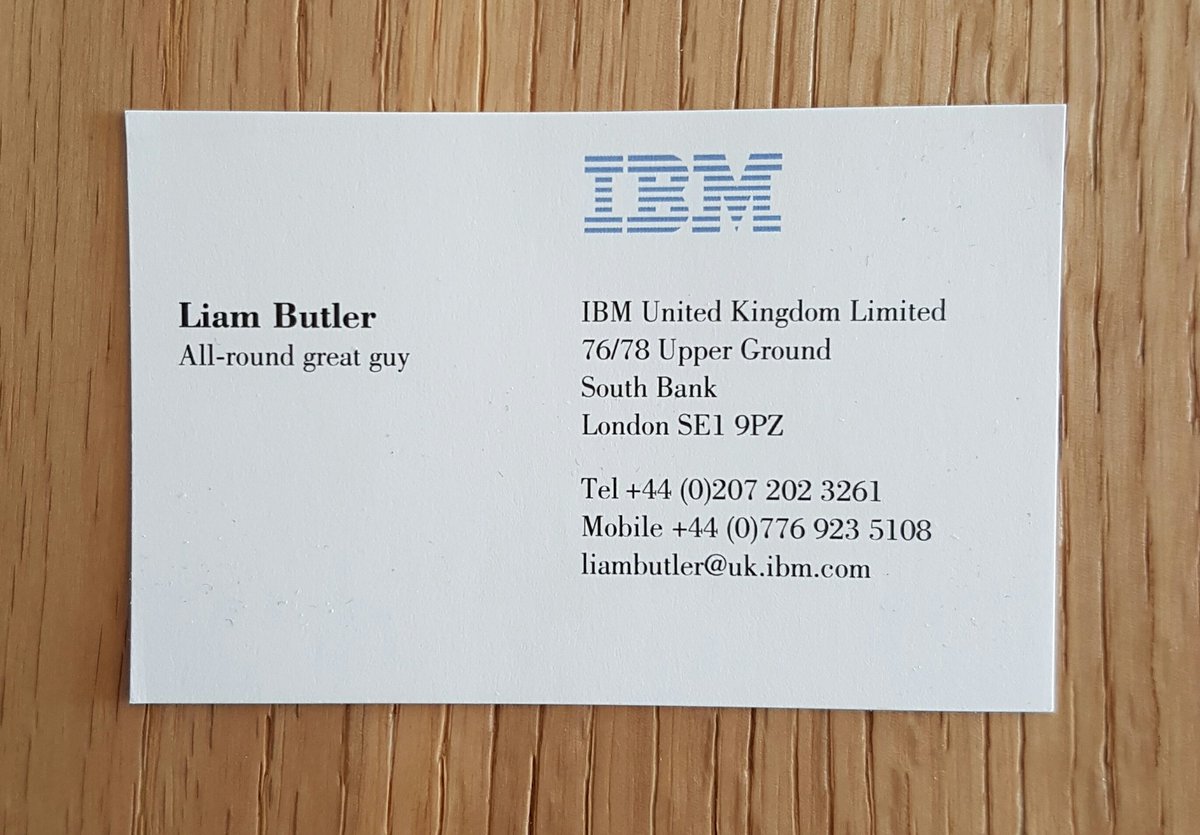 IBM
Liam Butler
All-round great guy
IBM United Kingdom Limited
76/78 Upper Ground
South Bank
London SE1 9PZ
Tel +44 (0)207 202 3261
Mobile +44 (0)776 923 5108
liambutler@uk.ibm.com